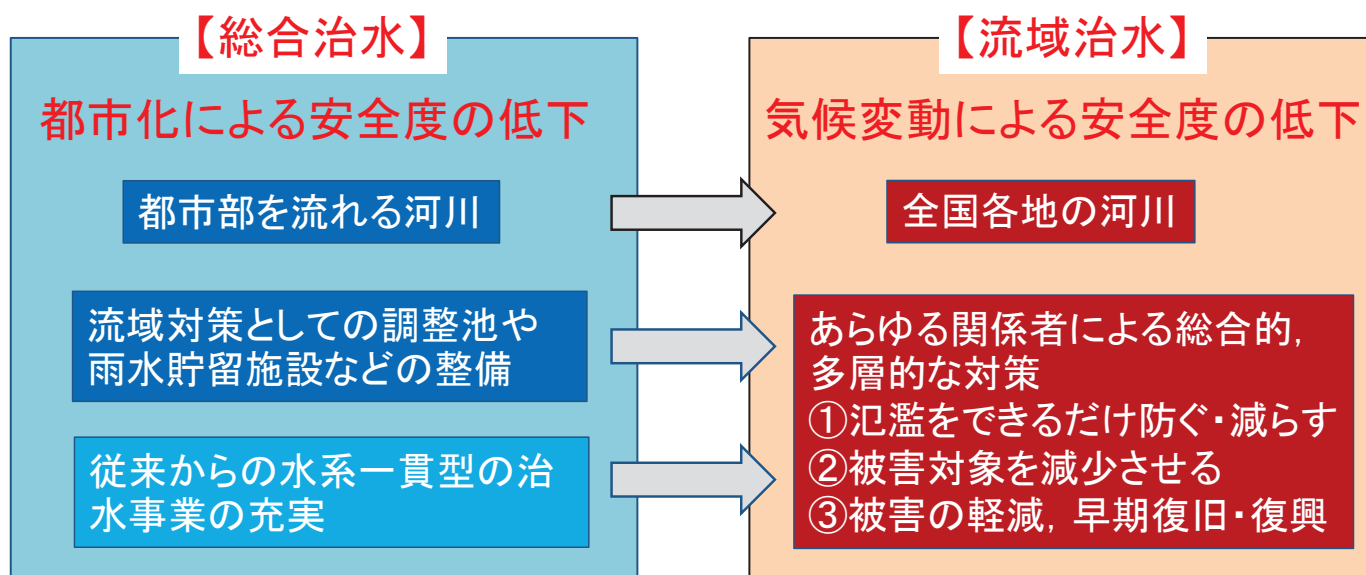 【総合治水】
都市化による安全度の低下
都市部を流れる河川
流域対策としての調整池や
雨水貯留施設などの整備
従来からの水系一貫型の治
水事業の充実
【流域治水】
気候変動による安全度の低下
全国各地の河川
あらゆる関係者による総合的,
多層的な対策
①氾濫をできるだけ防ぐ・減らす
②被害対象を減少させる
③被害の軽減, 早期復旧・復興